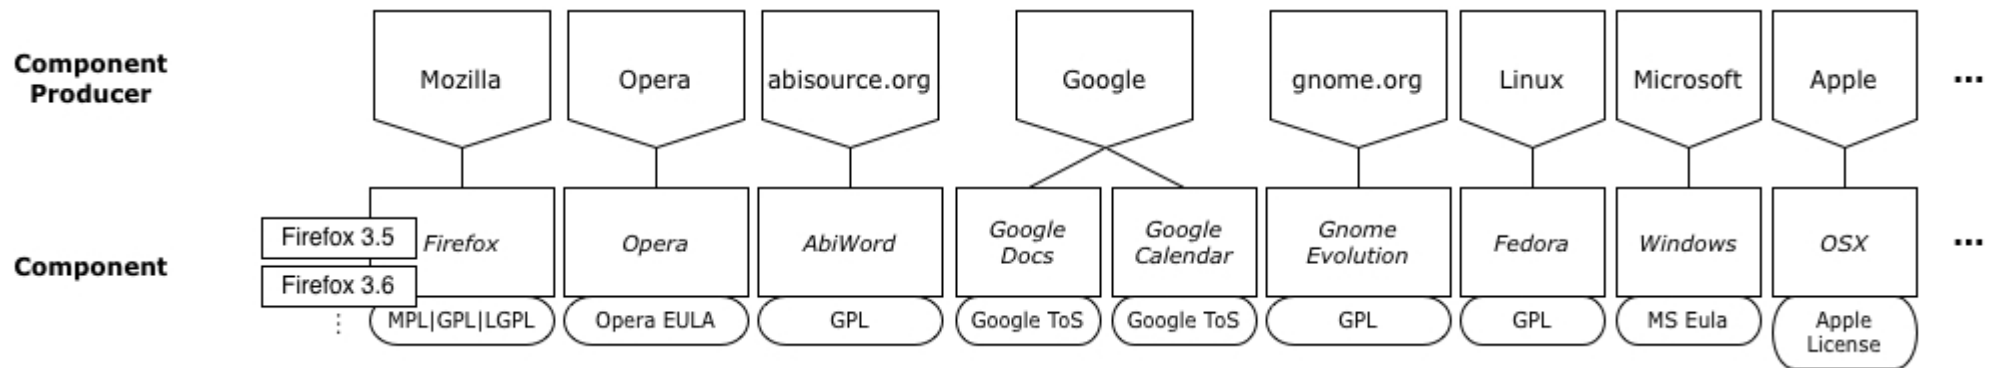 Component
Producer
Mozilla
Opera
abisource.org
Google
gnome.org
Linux
Microsoft
Apple
...
Component
Firefox 3.5
Firefox 3.6
Firefox
Opera
AbiWord
Google
Docs
Google
Calendar
Gnome
Evolution
Fedora
Windows
OSX
...
MPL|GPL|LGPL
Opera EULA
GPL
Google ToS
Google ToS
GPL
GPL
MS Eula
Apple
License